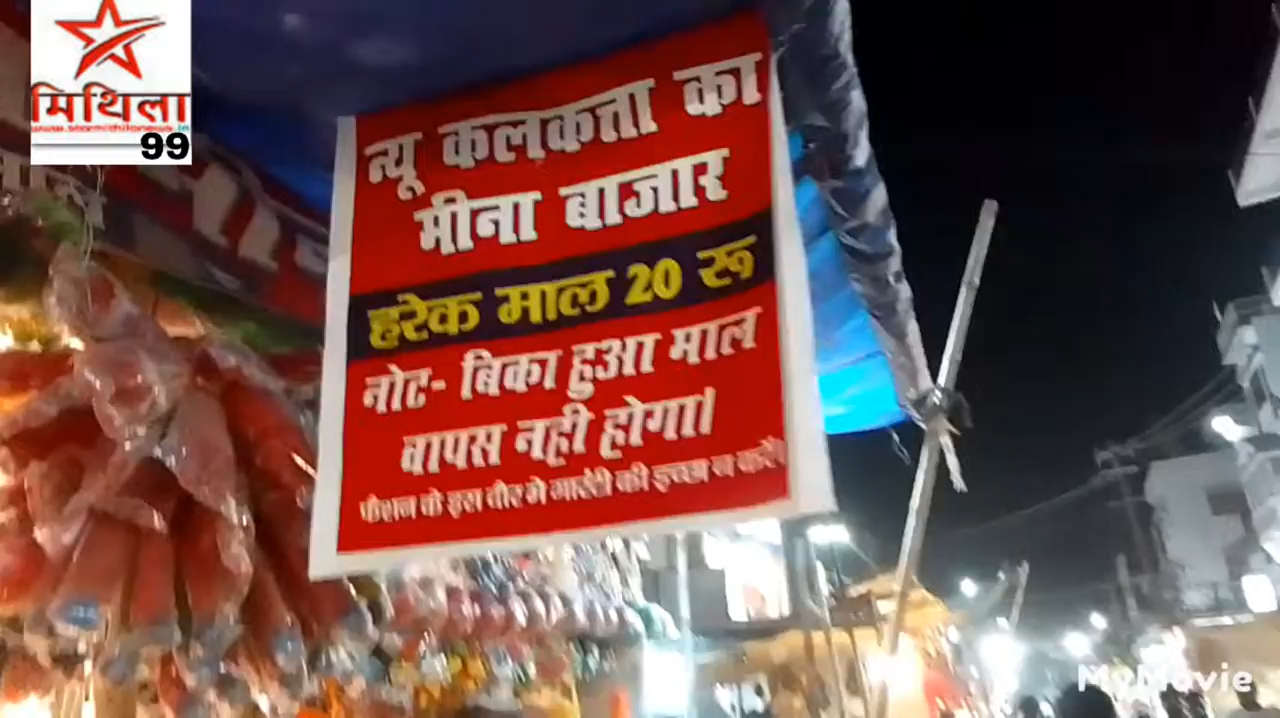 मिथिला
99
न्यू कलकत्ता का
मीना बाजार
हरेक माल 20 रू
नोट- बिका हुआ माल
वापस नही होगा।
फैशन के इस दौर मे गारंटी की इच्छा न करें।
MyMovie